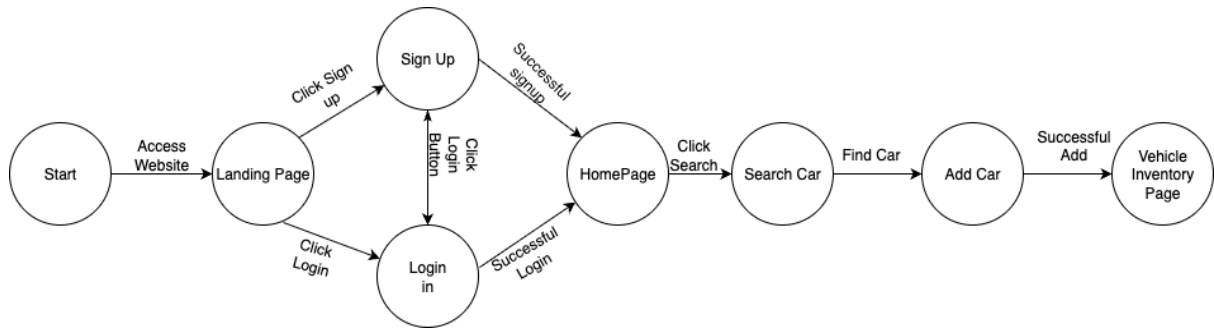 Start
Access
Website
Landing Page
Click Sign
up
Sign Up
Click
Login
Button
Click
Login
Login
in
Successful
signup
Successful
Login
HomePage
Click
Search
Search Car
Find Car
Add Car
Successful
Add
Vehicle
Inventory
Page